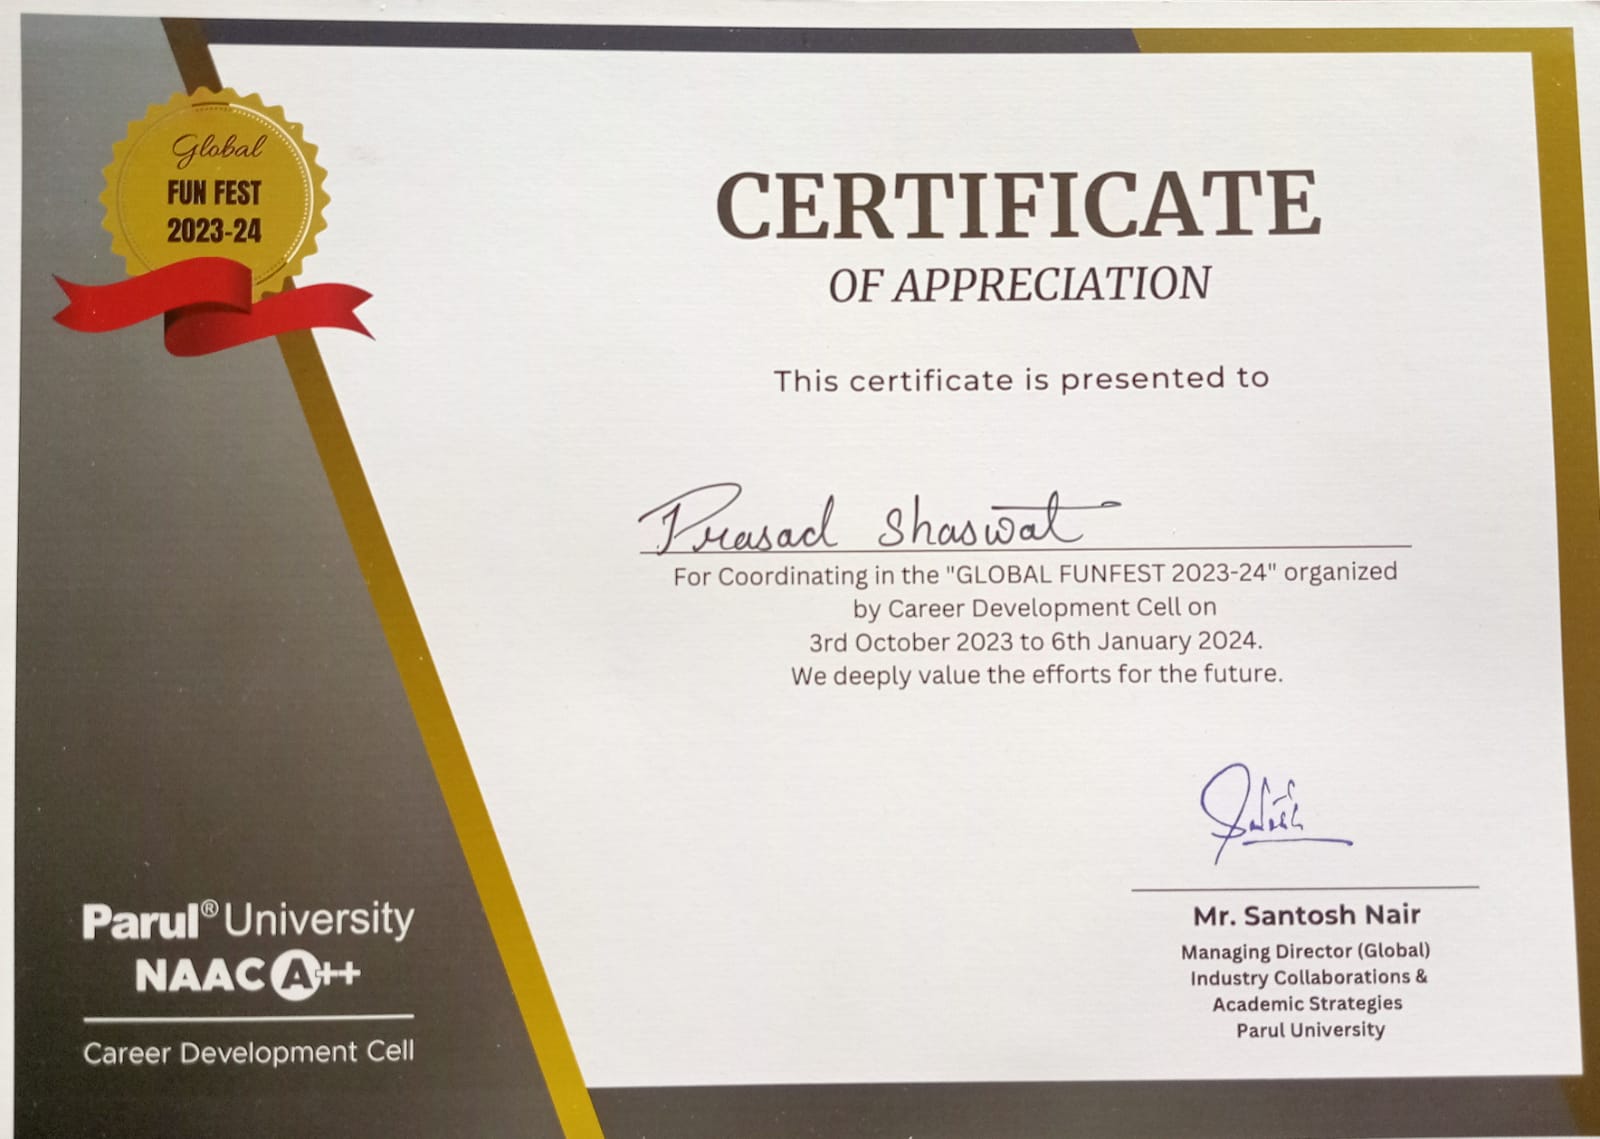 Global
FUN FEST
2023-24
CERTIFICATE
OF APPRECIATION
This certificate is presented to
Prasad Shaswat
For Coordinating in the "GLOBAL FUNFEST 2023-24" organized
by Career Development Cell on
3rd October 2023 to 6th January 2024.
We deeply value the efforts for the future.
Mr. Santosh Nair
Managing Director (Global)
Industry Collaborations &
Academic Strategies
Parul University
Parul® University
NAAC A++
Career Development Cell